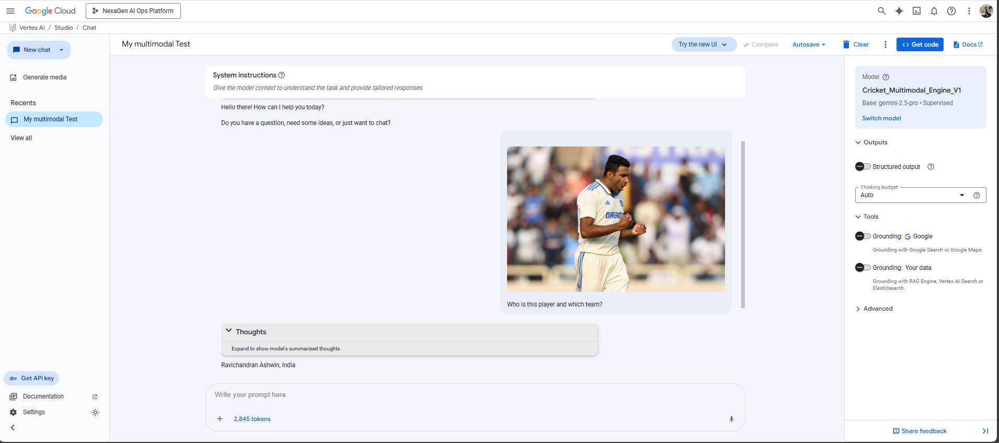 Google Cloud
NexaGen AI Ops Platform
Vertex AI / Studio / Chat
New chat
Generate media
Recents
My multimodal Test
View all
Get API key
Documentation
Settings
My multimodal Test
Try the new UI
Compare
Autosave
Clear
Get code
Docs
System instructions
Give the model context to understand the task and provide tailored responses
Hello there! How can I help you today?
Do you have a question, need some ideas, or just want to chat?
DREAM
Who is this player and which team?
Thoughts
Expand to show model's summarized thoughts
Ravichandran Ashwin, India
Write your prompt here
2,845 tokens
Model
Cricket_Multimodal_Engine_V1
Base: gemini-2.5-pro • Supervised
Switch model
Outputs
Structured output
Thinking budget
Auto
Tools
Grounding: Google
Grounding with Google Search or Google Maps.
Grounding: Your data
Grounding with RAG Engine, Vertex AI Search or
Elasticsearch.
Advanced
Share feedback